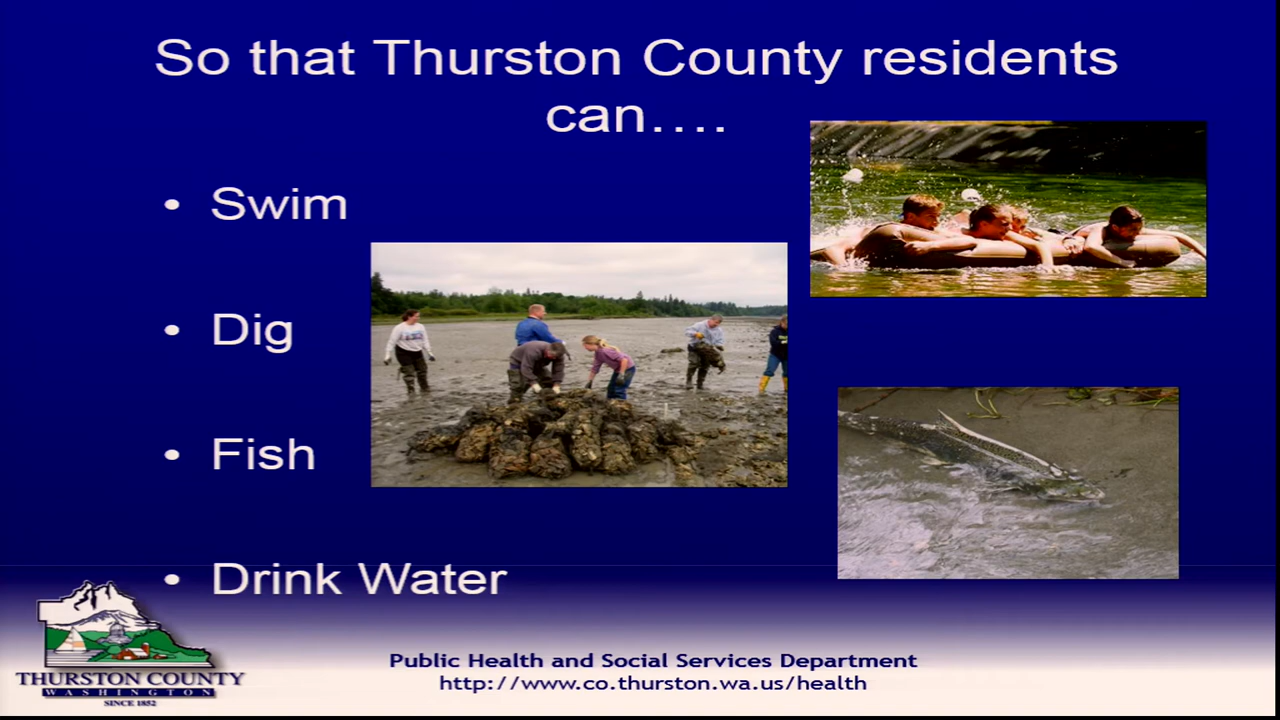 So that Thurston County residents
can....
• Swim
• Dig
• Fish
• Drink Water
THURSTON COUNTY
WASHINGTON
SINCE 1852
Public Health and Social Services Department
http://www.co.thurston.wa.us/health